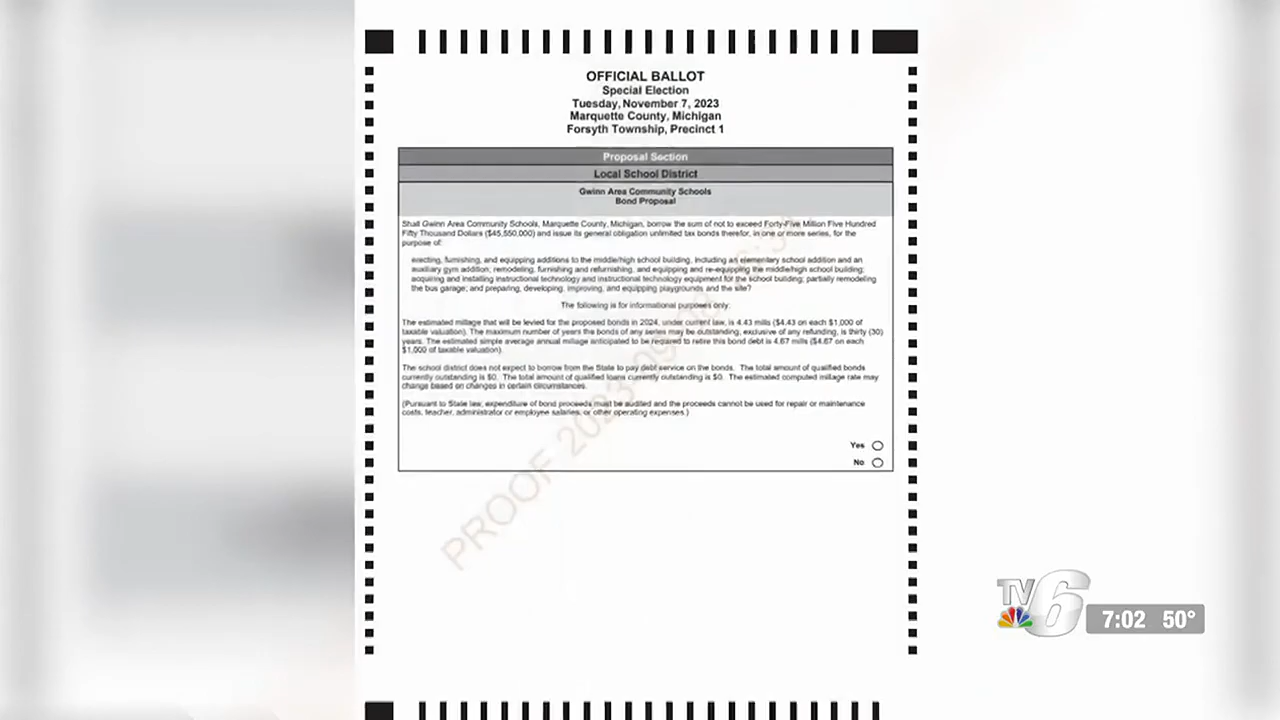 OFFICIAL BALLOT
Special Election
Tuesday, November 7, 2023
Marquette County, Michigan
Forsyth Township, Precinct 1
Proposal Section
Local School District
Gwinn Area Community Schools
Bond Proposal
Shall Gwinn Area Community Schools, Marquette County, Michigan, borrow the sum of not to exceed Forty-Five Million Five Hundred
Fifty Thousand Dollars ($45,550,000) and issue its general obligation unlimited tax bonds therefor, in one or more series, for the
purpose of:
erecting, furnishing, and equipping additions to the middle/high school building, including an elementary school addition and an
auxiliary gym addition; remodeling, furnishing and refurnishing, and equipping and re-equipping the middle/high school building;
acquiring and installing instructional technology and instructional technology equipment for the school building; partially remodeling
the bus garage; and preparing, developing, improving, and equipping playgrounds and the site?
The following is for informational purposes only:
The estimated millage that will be levied for the proposed bonds in 2024, under current law, is 4.43 mills ($4.43 on each $1,000 of
taxable valuation). The maximum number of years the bonds of any series may be outstanding, exclusive of any refunding, is thirty (30)
years. The estimated simple average annual millage anticipated to be required to retire this bond debt is 4.67 mills ($4.67 on each
$1,000 of taxable valuation).
The school district does not expect to borrow from the State to pay debt service on the bonds. The total amount of qualified bonds
currently outstanding is $0. The total amount of qualified loans currently outstanding is $0. The estimated computed millage rate may
change based on changes in certain circumstances.
(Pursuant to State law, expenditure of bond proceeds must be audited and the proceeds cannot be used for repair or maintenance
costs, teacher, administrator or employee salaries, or other operating expenses.)
Yes
No
PROOF 2023-09
TV6
7:02 50°